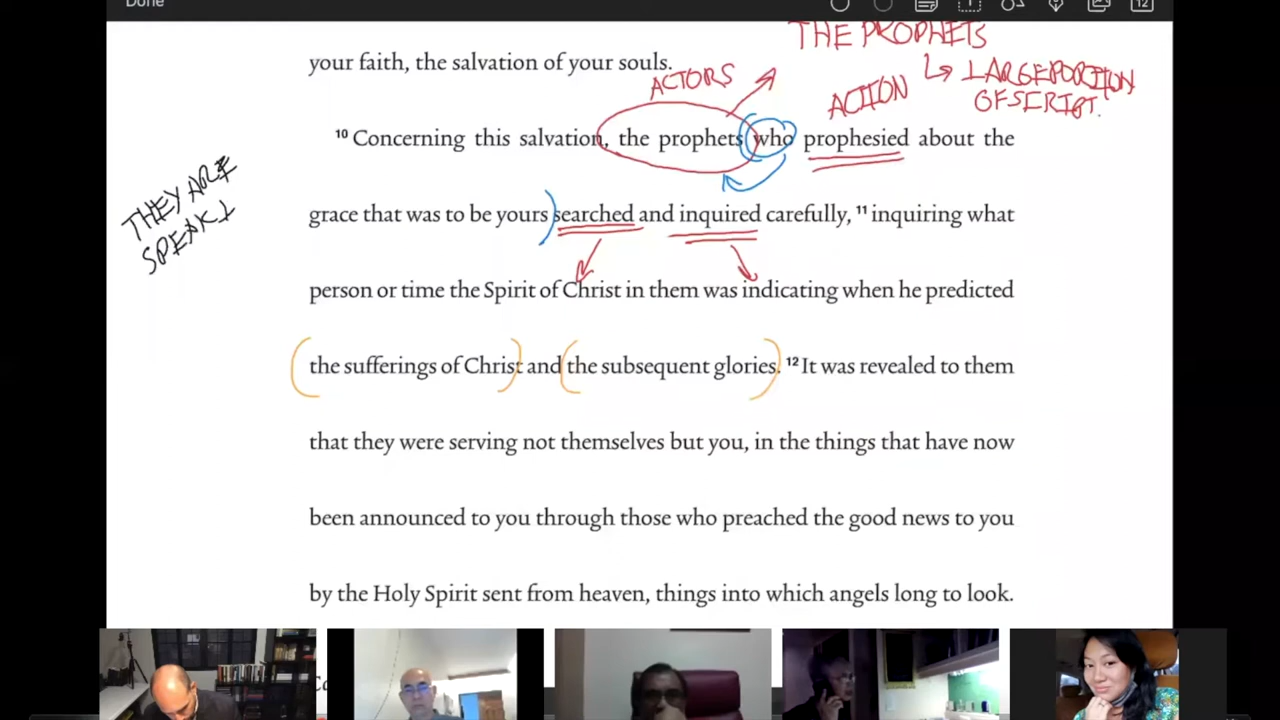 Done
THE PROPHETS
your faith, the salvation of your souls.
ACTORS
ACTION
↳ LARGE PORTION
OF SCRIPT.
¹⁰ Concerning this salvation, the prophets who prophesied about the
THEY ARE
SPEAKI
grace that was to be yours searched and inquired carefully, ¹¹ inquiring what
person or time the Spirit of Christ in them was indicating when he predicted
the sufferings of Christ and the subsequent glories. ¹² It was revealed to them
that they were serving not themselves but you, in the things that have now
been announced to you through those who preached the good news to you
by the Holy Spirit sent from heaven, things into which angels long to look.